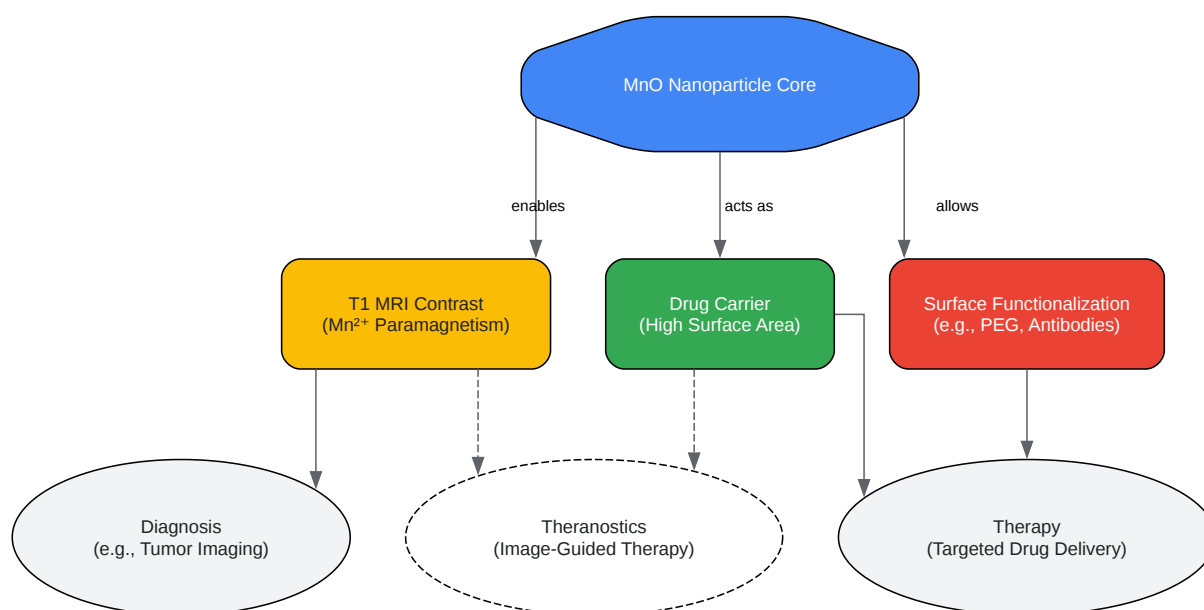 MnO Nanoparticle Core
enables
acts as
allows
T1 MRI Contrast
(Mn²⁺ Paramagnetism)
Drug Carrier
(High Surface Area)
Surface Functionalization
(e.g., PEG, Antibodies)
Diagnosis
(e.g., Tumor Imaging)
Theranostics
(Image-Guided Therapy)
Therapy
(Targeted Drug Delivery)